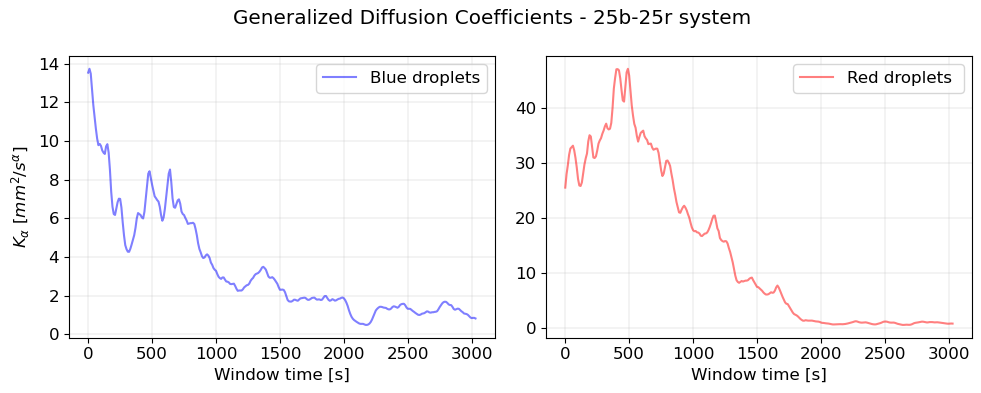 Generalized Diffusion Coefficients - 25b-25r system
Blue droplets
Red droplets
K_α [mm²/s^α]
14
12
10
8
6
4
2
0
40
30
20
10
0
0 500 1000 1500 2000 2500 3000
0 500 1000 1500 2000 2500 3000
Window time [s]
Window time [s]